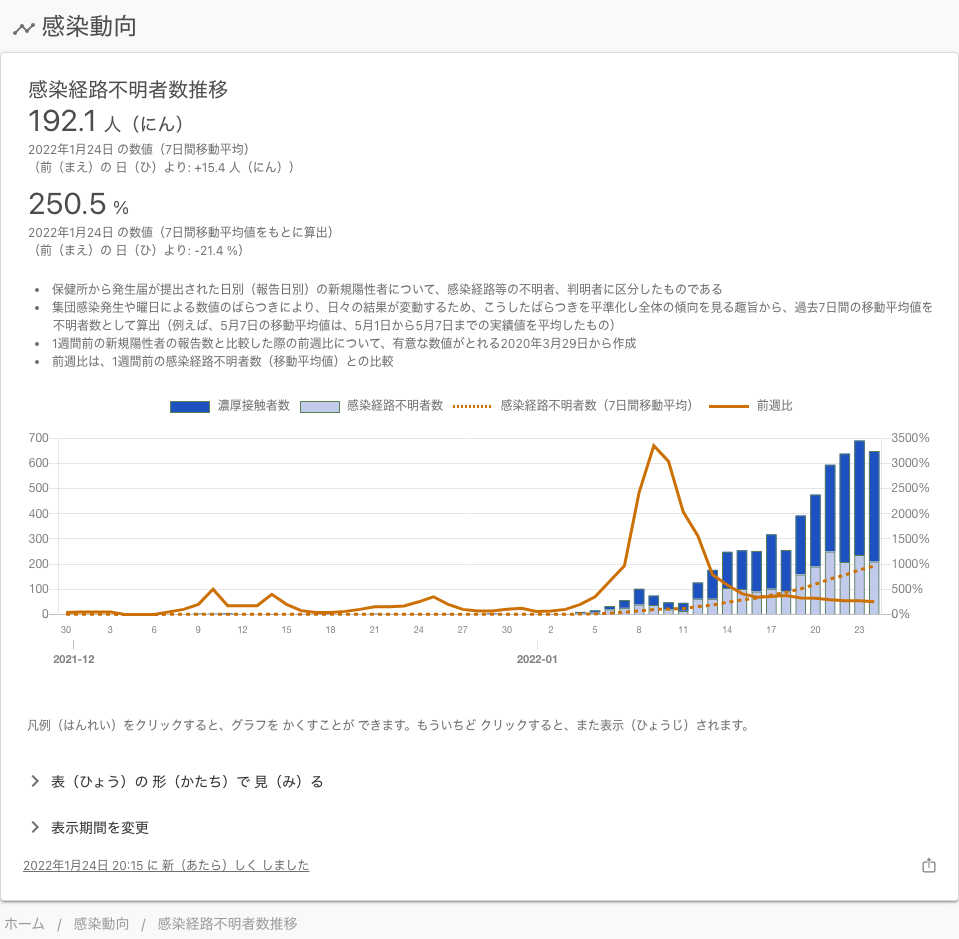 感染動向
感染経路不明者数推移
192.1 人（にん）
2022年1月24日 の数値（7日間移動平均）
（前（まえ）の 日（ひ）より: +15.4 人（にん））
250.5 %
2022年1月24日 の数値（7日間移動平均値をもとに算出）
（前（まえ）の 日（ひ）より: -21.4 %）
• 保健所から発生届が提出された日別（報告日別）の新規陽性者について、感染経路等の不明者、判明者に区分したものである
• 集団感染発生や曜日による数値のばらつきにより、日々の結果が変動するため、こうしたばらつきを平準化し全体の傾向を見る趣旨から、過去7日間の移動平均値を
不明者数として算出（例えば、5月7日の移動平均値は、5月1日から5月7日までの実績値を平均したもの）
• 1週間前の新規陽性者の報告数と比較した際の前週比について、有意な数値がとれる2020年3月29日から作成
• 前週比は、1週間前の感染経路不明者数（移動平均値）との比較
濃厚接触者数 感染経路不明者数 感染経路不明者数（7日間移動平均） 前週比
700 3500%
600 3000%
500 2500%
400 2000%
300 1500%
200 1000%
100 500%
0 0%
30 3 6 9 12 15 18 21 24 27 30 2 5 8 11 14 17 20 23
2021-12 2022-01
凡例（はんれい）をクリックすると、グラフを かくすことが できます。もういちど クリックすると、また表示（ひょうじ）されます。
表（ひょう）の 形（かたち）で 見（み）る
表示期間を変更
2022年1月24日 20:15 に 新（あたら）しく しました
ホーム / 感染動向 / 感染経路不明者数推移